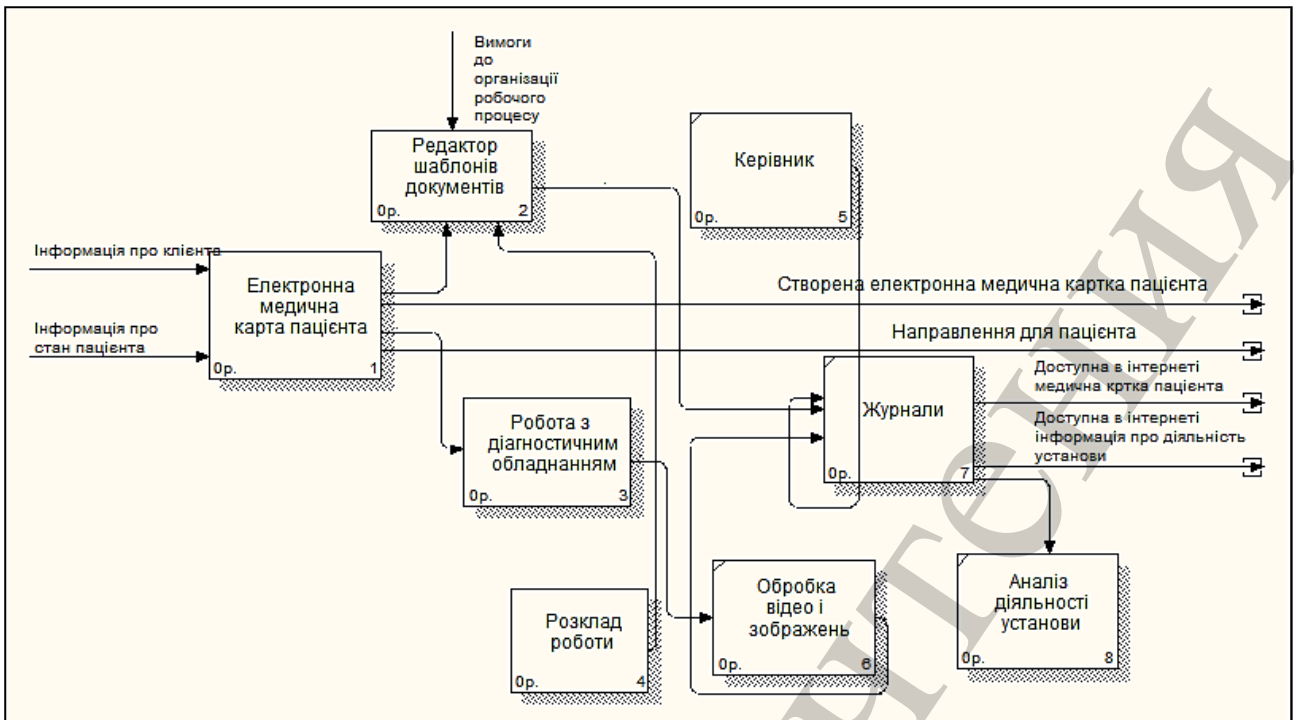 Вимоги
до
організації
робочого
процесу
Редактор
шаблонів
документів
0р.
2
Керівник
0р.
5
Інформація про клієнта
Електронна
медична
карта пацієнта
0р.
1
Інформація про
стан пацієнта
Створена електронна медична картка пацієнта
Направлення для пацієнта
Доступна в інтернеті
медична кртка пацієнта
Доступна в інтернеті
інформація про діяльність
установи
Журнали
0р.
7
Робота з
діагностичним
обладнанням
0р.
3
Розклад
роботи
0р.
4
Обробка
відео і
зображень
0р.
6
Аналіз
діяльності
установи
0р.
8
чтения